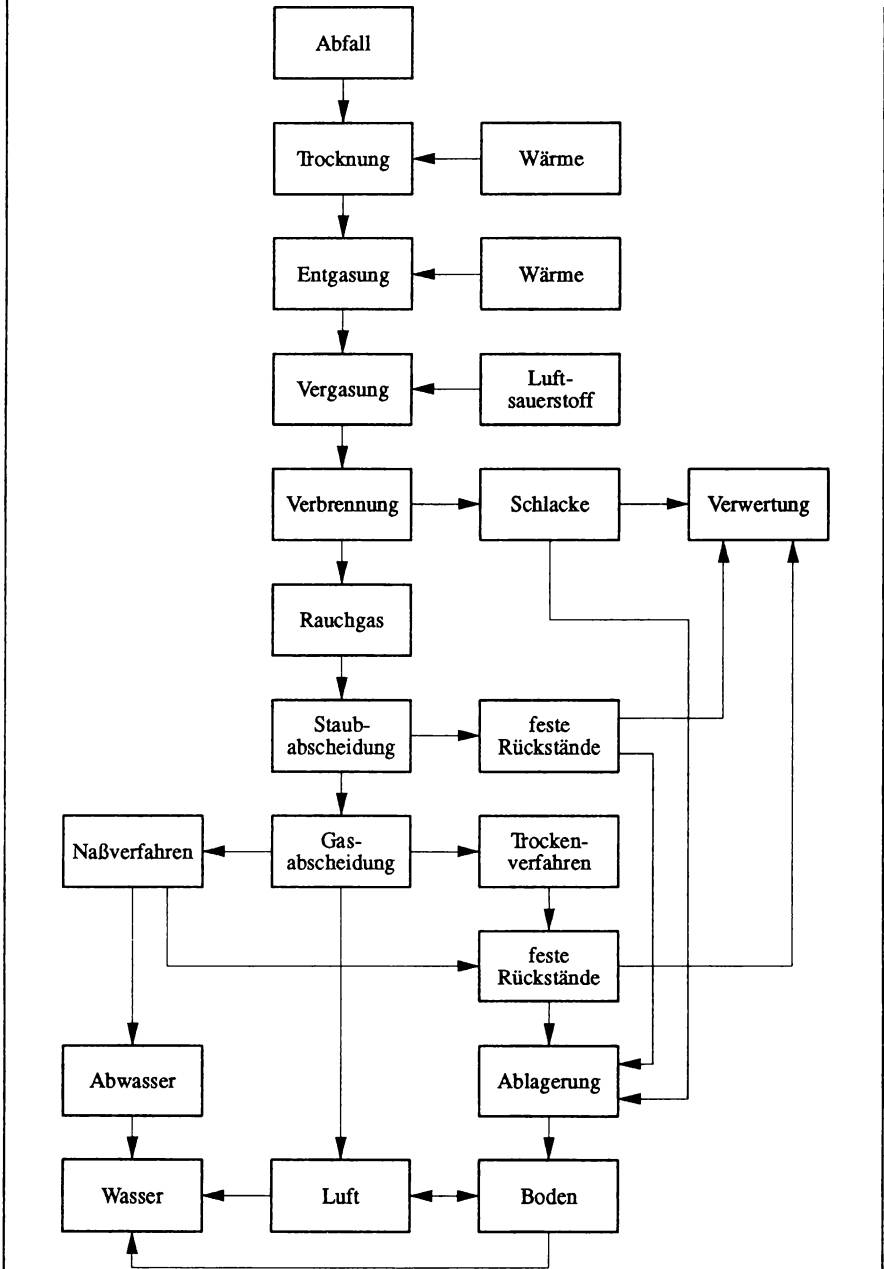 Abfall
Trocknung
Wärme
Entgasung
Wärme
Vergasung
Luft-
sauerstoff
Verbrennung
Schlacke
Verwertung
Rauchgas
Staub-
abscheidung
feste
Rückstände
Naßverfahren
Gas-
abscheidung
Trocken-
verfahren
feste
Rückstände
Abwasser
Ablagerung
Wasser
Luft
Boden